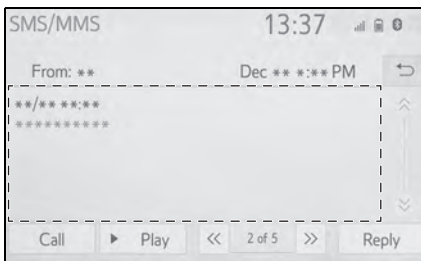 SMS/MMS 13:37
From: ** Dec ** *:** PM
**/** **:**
**********
Call Play 2 of 5 Reply